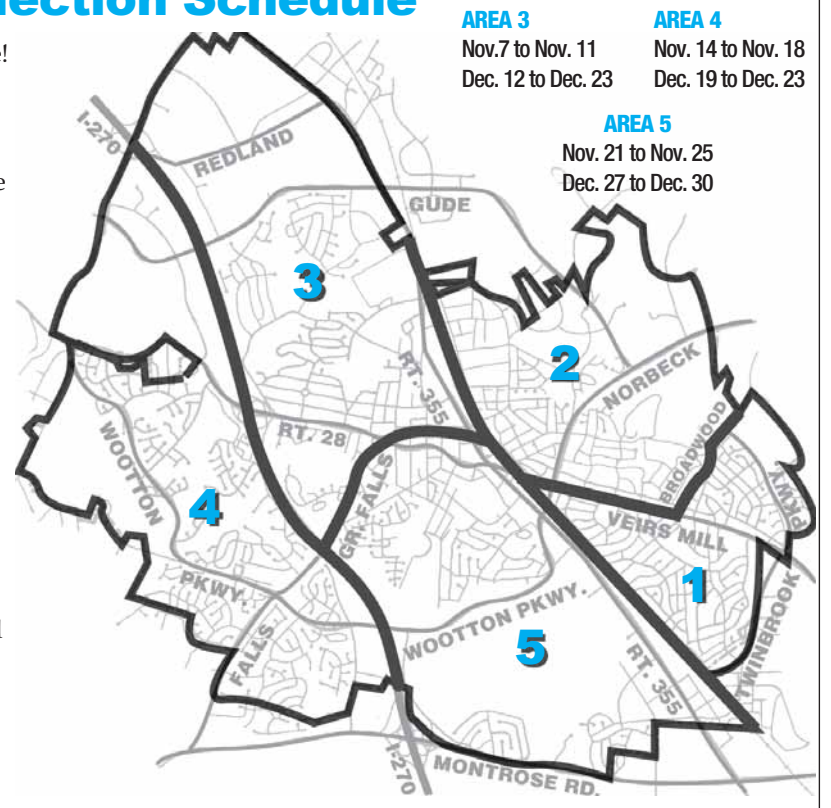 ection Schedule
!
e
l
AREA 3
Nov.7 to Nov. 11
Dec. 12 to Dec. 23
AREA 4
Nov. 14 to Nov. 18
Dec. 19 to Dec. 23
AREA 5
Nov. 21 to Nov. 25
Dec. 27 to Dec. 30
I-270
REDLAND
GUDE
3
RT. 355
2
NORBECK
BROADWOOD
WOOTTON
RT. 28
GR. FALLS
PKWY
4
VEIRS MILL
PKWY.
1
WOOTTON PKWY.
5
TWINBROOK
FALLS
RT. 355
I-270
MONTROSE RD.